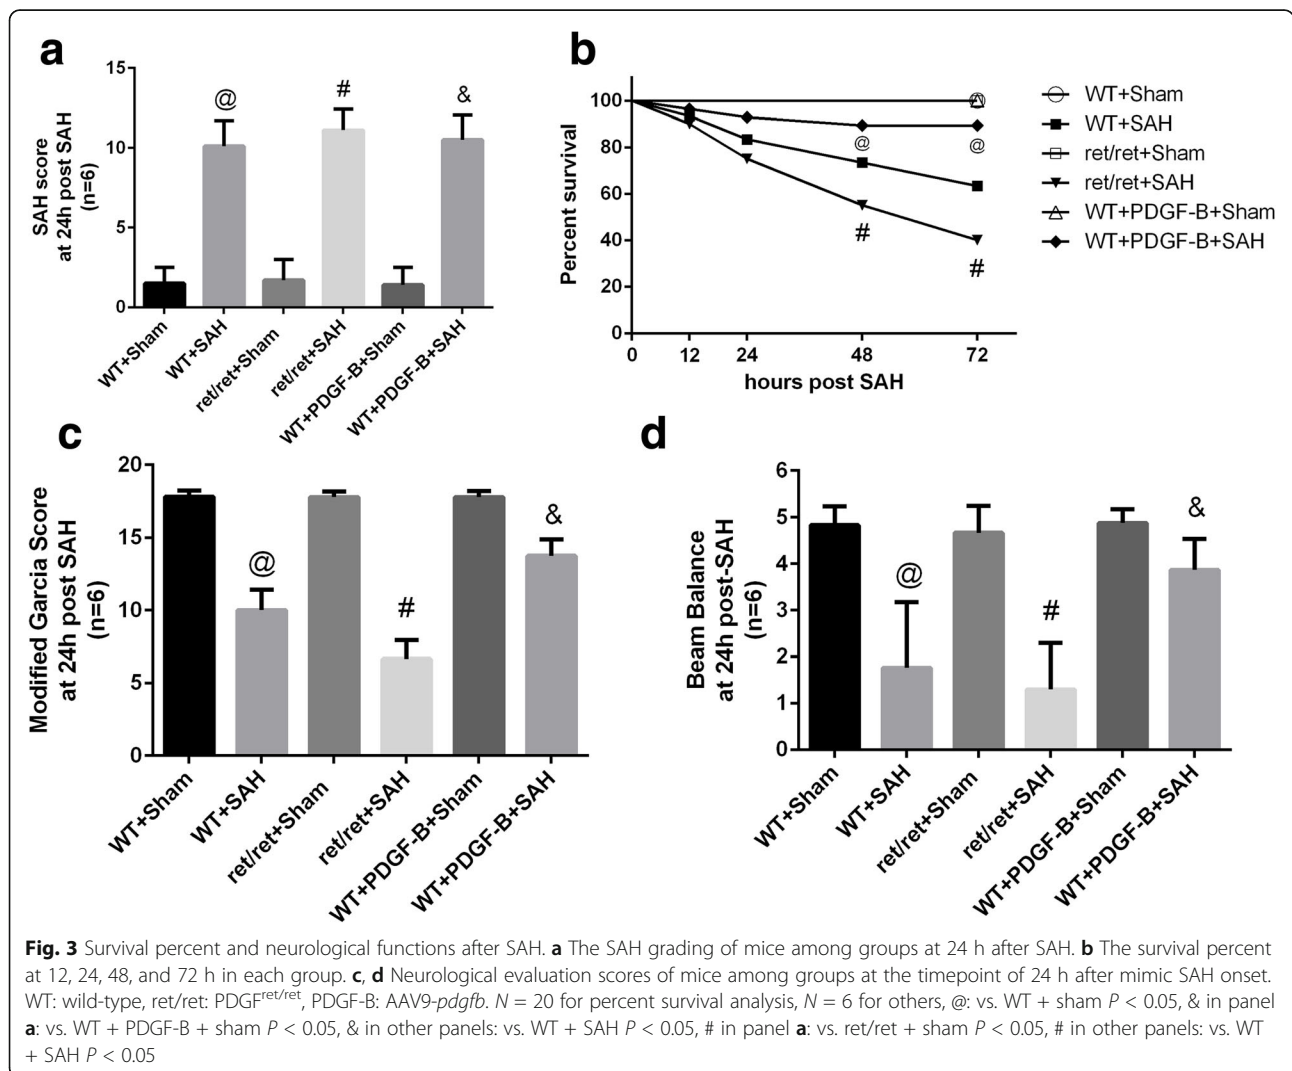 a
SAH score
at 24h post SAH
(n=6)
15
10
5
0
@
#
&
WT+Sham
WT+SAH
ret/ret+Sham
ret/ret+SAH
WT+PDGF-B+Sham
WT+PDGF-B+SAH
b
Percent survival
100
80
60
40
20
0
@
@
@
#
#
0
12
24
48
72
hours post SAH
WT+Sham
WT+SAH
ret/ret+Sham
ret/ret+SAH
WT+PDGF-B+Sham
WT+PDGF-B+SAH
c
Modified Garcia Score
at 24h post SAH
(n=6)
20
15
10
5
0
@
#
&
WT+Sham
WT+SAH
ret/ret+Sham
ret/ret+SAH
WT+PDGF-B+Sham
WT+PDGF-B+SAH
d
Beam Balance
at 24h post-SAH
(n=6)
6
5
4
3
2
1
0
@
#
&
WT+Sham
WT+SAH
ret/ret+Sham
ret/ret+SAH
WT+PDGF-B+Sham
WT+PDGF-B+SAH
Fig. 3 Survival percent and neurological functions after SAH. a The SAH grading of mice among groups at 24 h after SAH. b The survival percent
at 12, 24, 48, and 72 h in each group. c, d Neurological evaluation scores of mice among groups at the timepoint of 24 h after mimic SAH onset.
WT: wild-type, ret/ret: PDGF^ret/ret, PDGF-B: AAV9-pdgfb. N = 20 for percent survival analysis, N = 6 for others, @: vs. WT + sham P < 0.05, & in panel
a: vs. WT + PDGF-B + sham P < 0.05, & in other panels: vs. WT + SAH P < 0.05, # in panel a: vs. ret/ret + sham P < 0.05, # in other panels: vs. WT
+ SAH P < 0.05